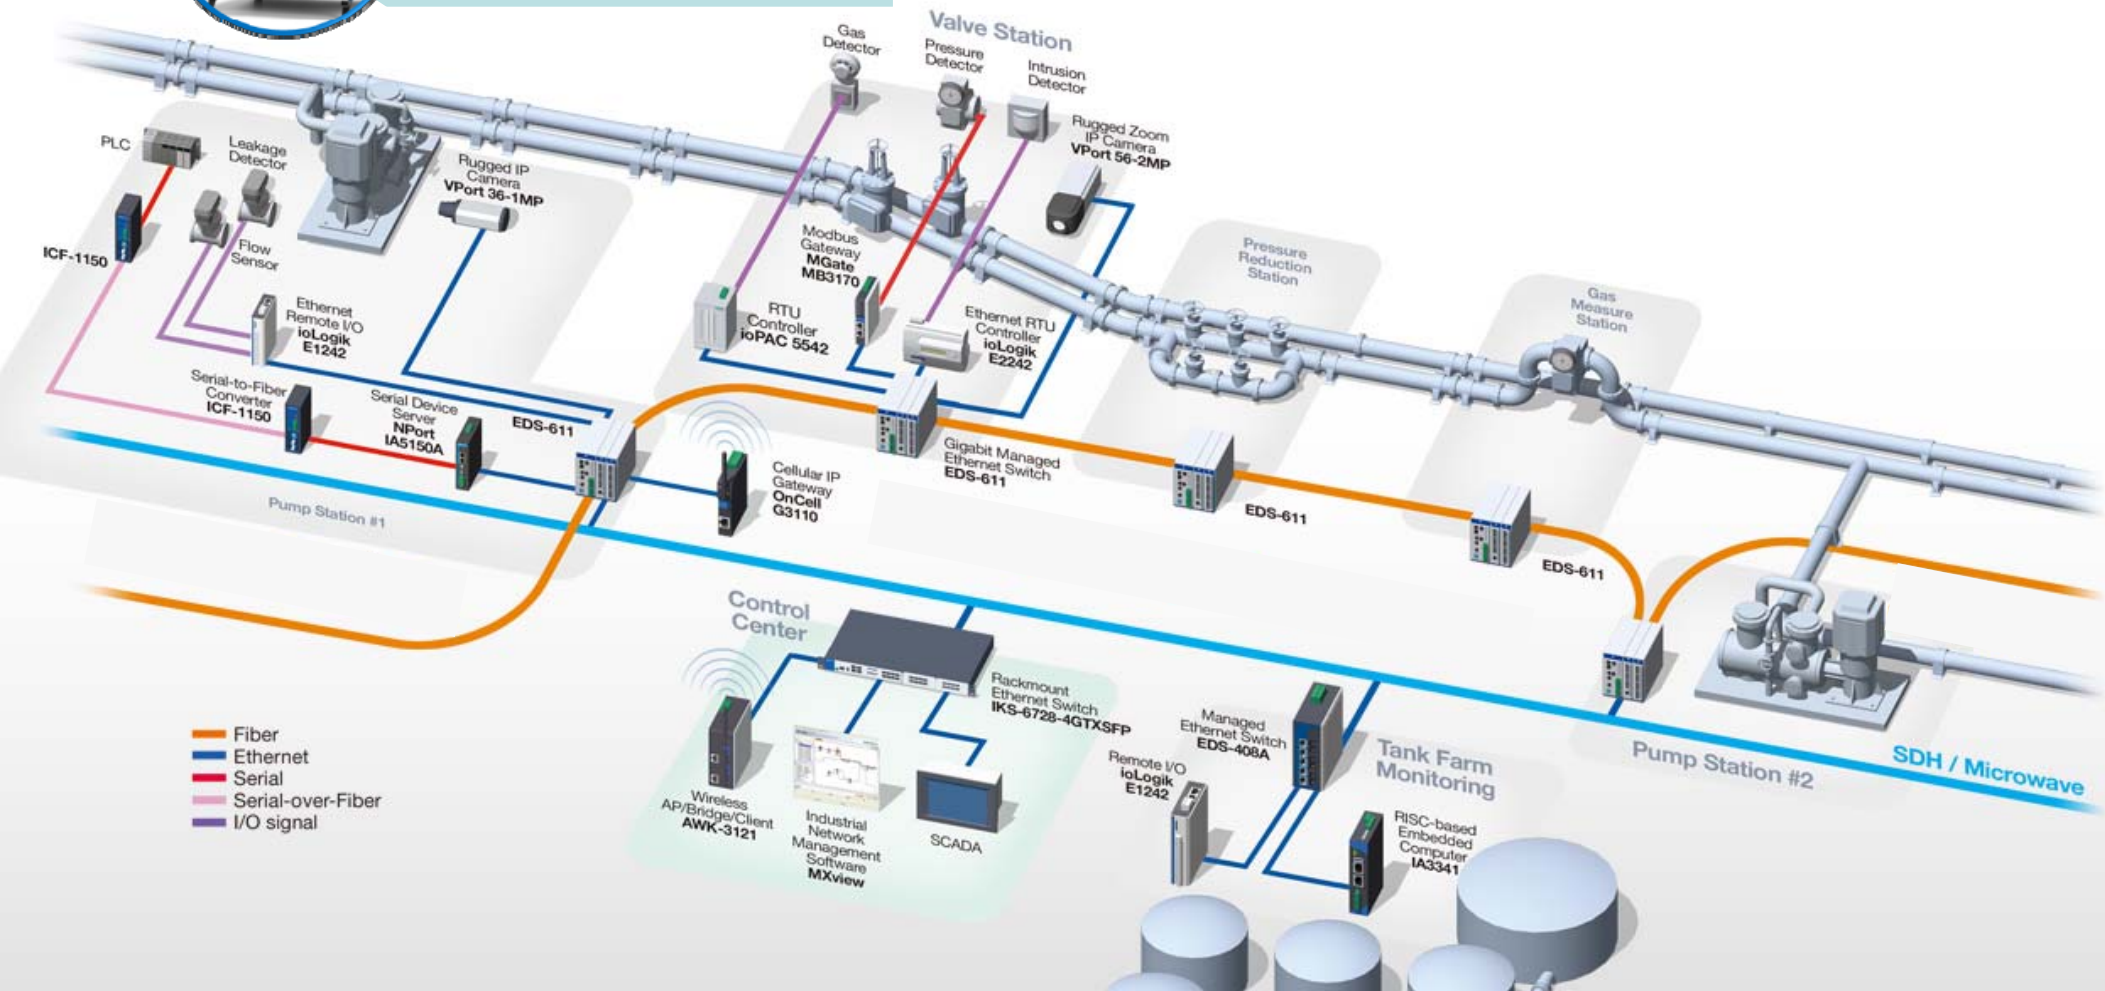 Valve Station
Gas
Detector
Pressure
Detector
Intrusion
Detector
Rugged Zoom
IP Camera
VPort 56-2MP
PLC
Leakage
Detector
Rugged IP
Camera
VPort 36-1MP
ICF-1150
Flow
Sensor
Modbus
Gateway
MGate
MB3170
Pressure
Reduction
Station
Gas
Measure
Station
Ethernet
Remote I/O
ioLogik
E1242
RTU
Controller
ioPAC 5542
Ethernet RTU
Controller
ioLogik
E2242
Serial-to-Fiber
Converter
ICF-1150
Serial Device
Server
NPort
IA5150A
EDS-611
Cellular IP
Gateway
OnCell
G3110
Gigabit Managed
Ethernet Switch
EDS-611
EDS-611
EDS-611
Pump Station #1
Control
Center
Rackmount
Ethernet Switch
IKS-6728-4GTXSFP
Managed
Ethernet Switch
EDS-408A
Tank Farm
Monitoring
Pump Station #2
SDH / Microwave
Fiber
Ethernet
Serial
Serial-over-Fiber
I/O signal
Wireless
AP/Bridge/Client
AWK-3121
Industrial
Network
Management
Software
MXview
SCADA
Remote I/O
ioLogik
E1242
RISC-based
Embedded
Computer
IA3341